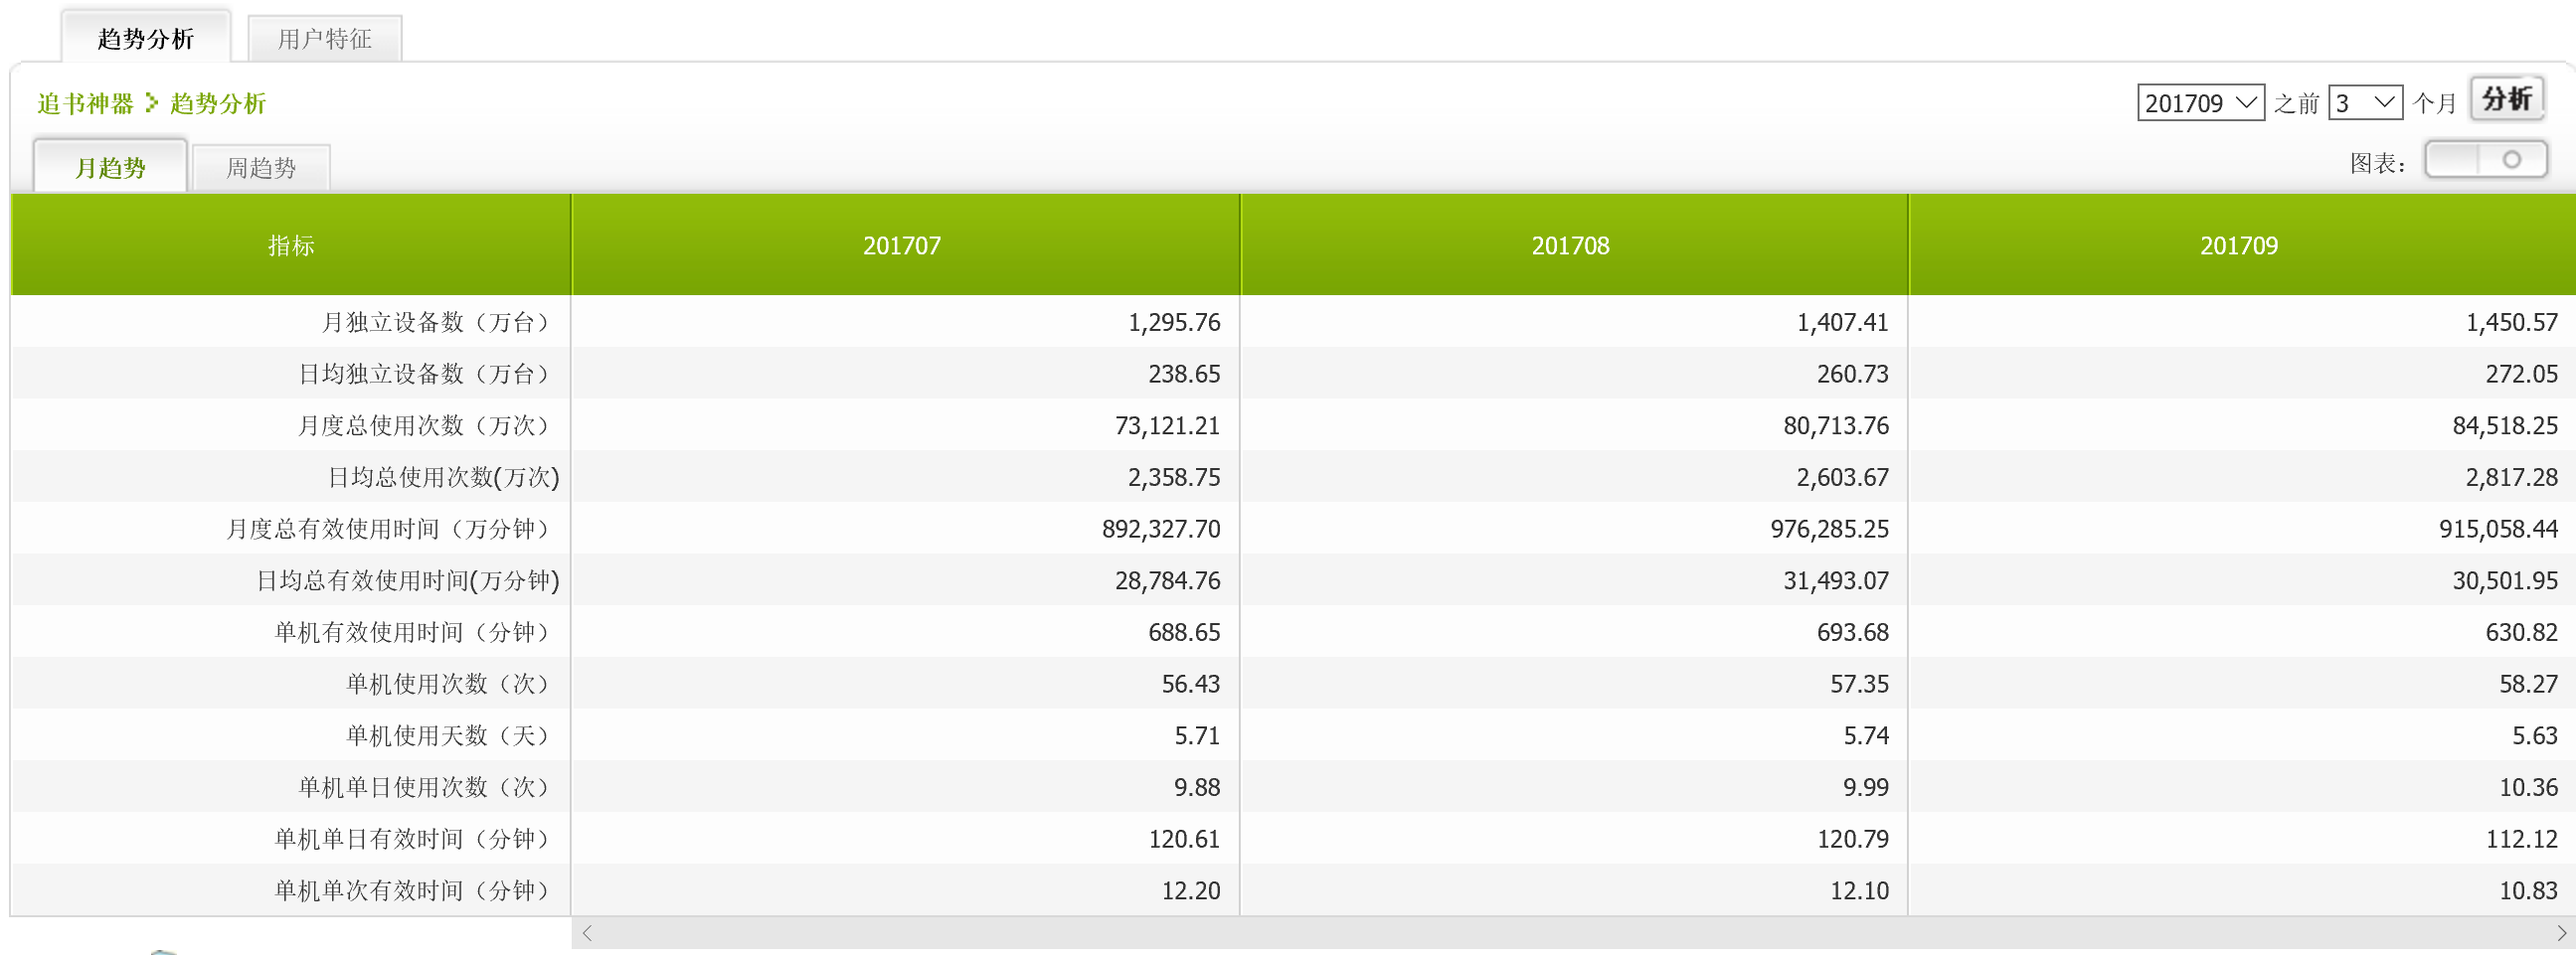 趋势分析 用户特征
追书神器 趋势分析 201709 之前 3 个月 分析
月趋势 周趋势 图表：
指标 201707 201708 201709
月独立设备数（万台） 1,295.76 1,407.41 1,450.57
日均独立设备数（万台） 238.65 260.73 272.05
月度总使用次数（万次） 73,121.21 80,713.76 84,518.25
日均总使用次数(万次) 2,358.75 2,603.67 2,817.28
月度总有效使用时间（万分钟） 892,327.70 976,285.25 915,058.44
日均总有效使用时间(万分钟) 28,784.76 31,493.07 30,501.95
单机有效使用时间（分钟） 688.65 693.68 630.82
单机使用次数（次） 56.43 57.35 58.27
单机使用天数（天） 5.71 5.74 5.63
单机单日使用次数（次） 9.88 9.99 10.36
单机单日有效时间（分钟） 120.61 120.79 112.12
单机单次有效时间（分钟） 12.20 12.10 10.83